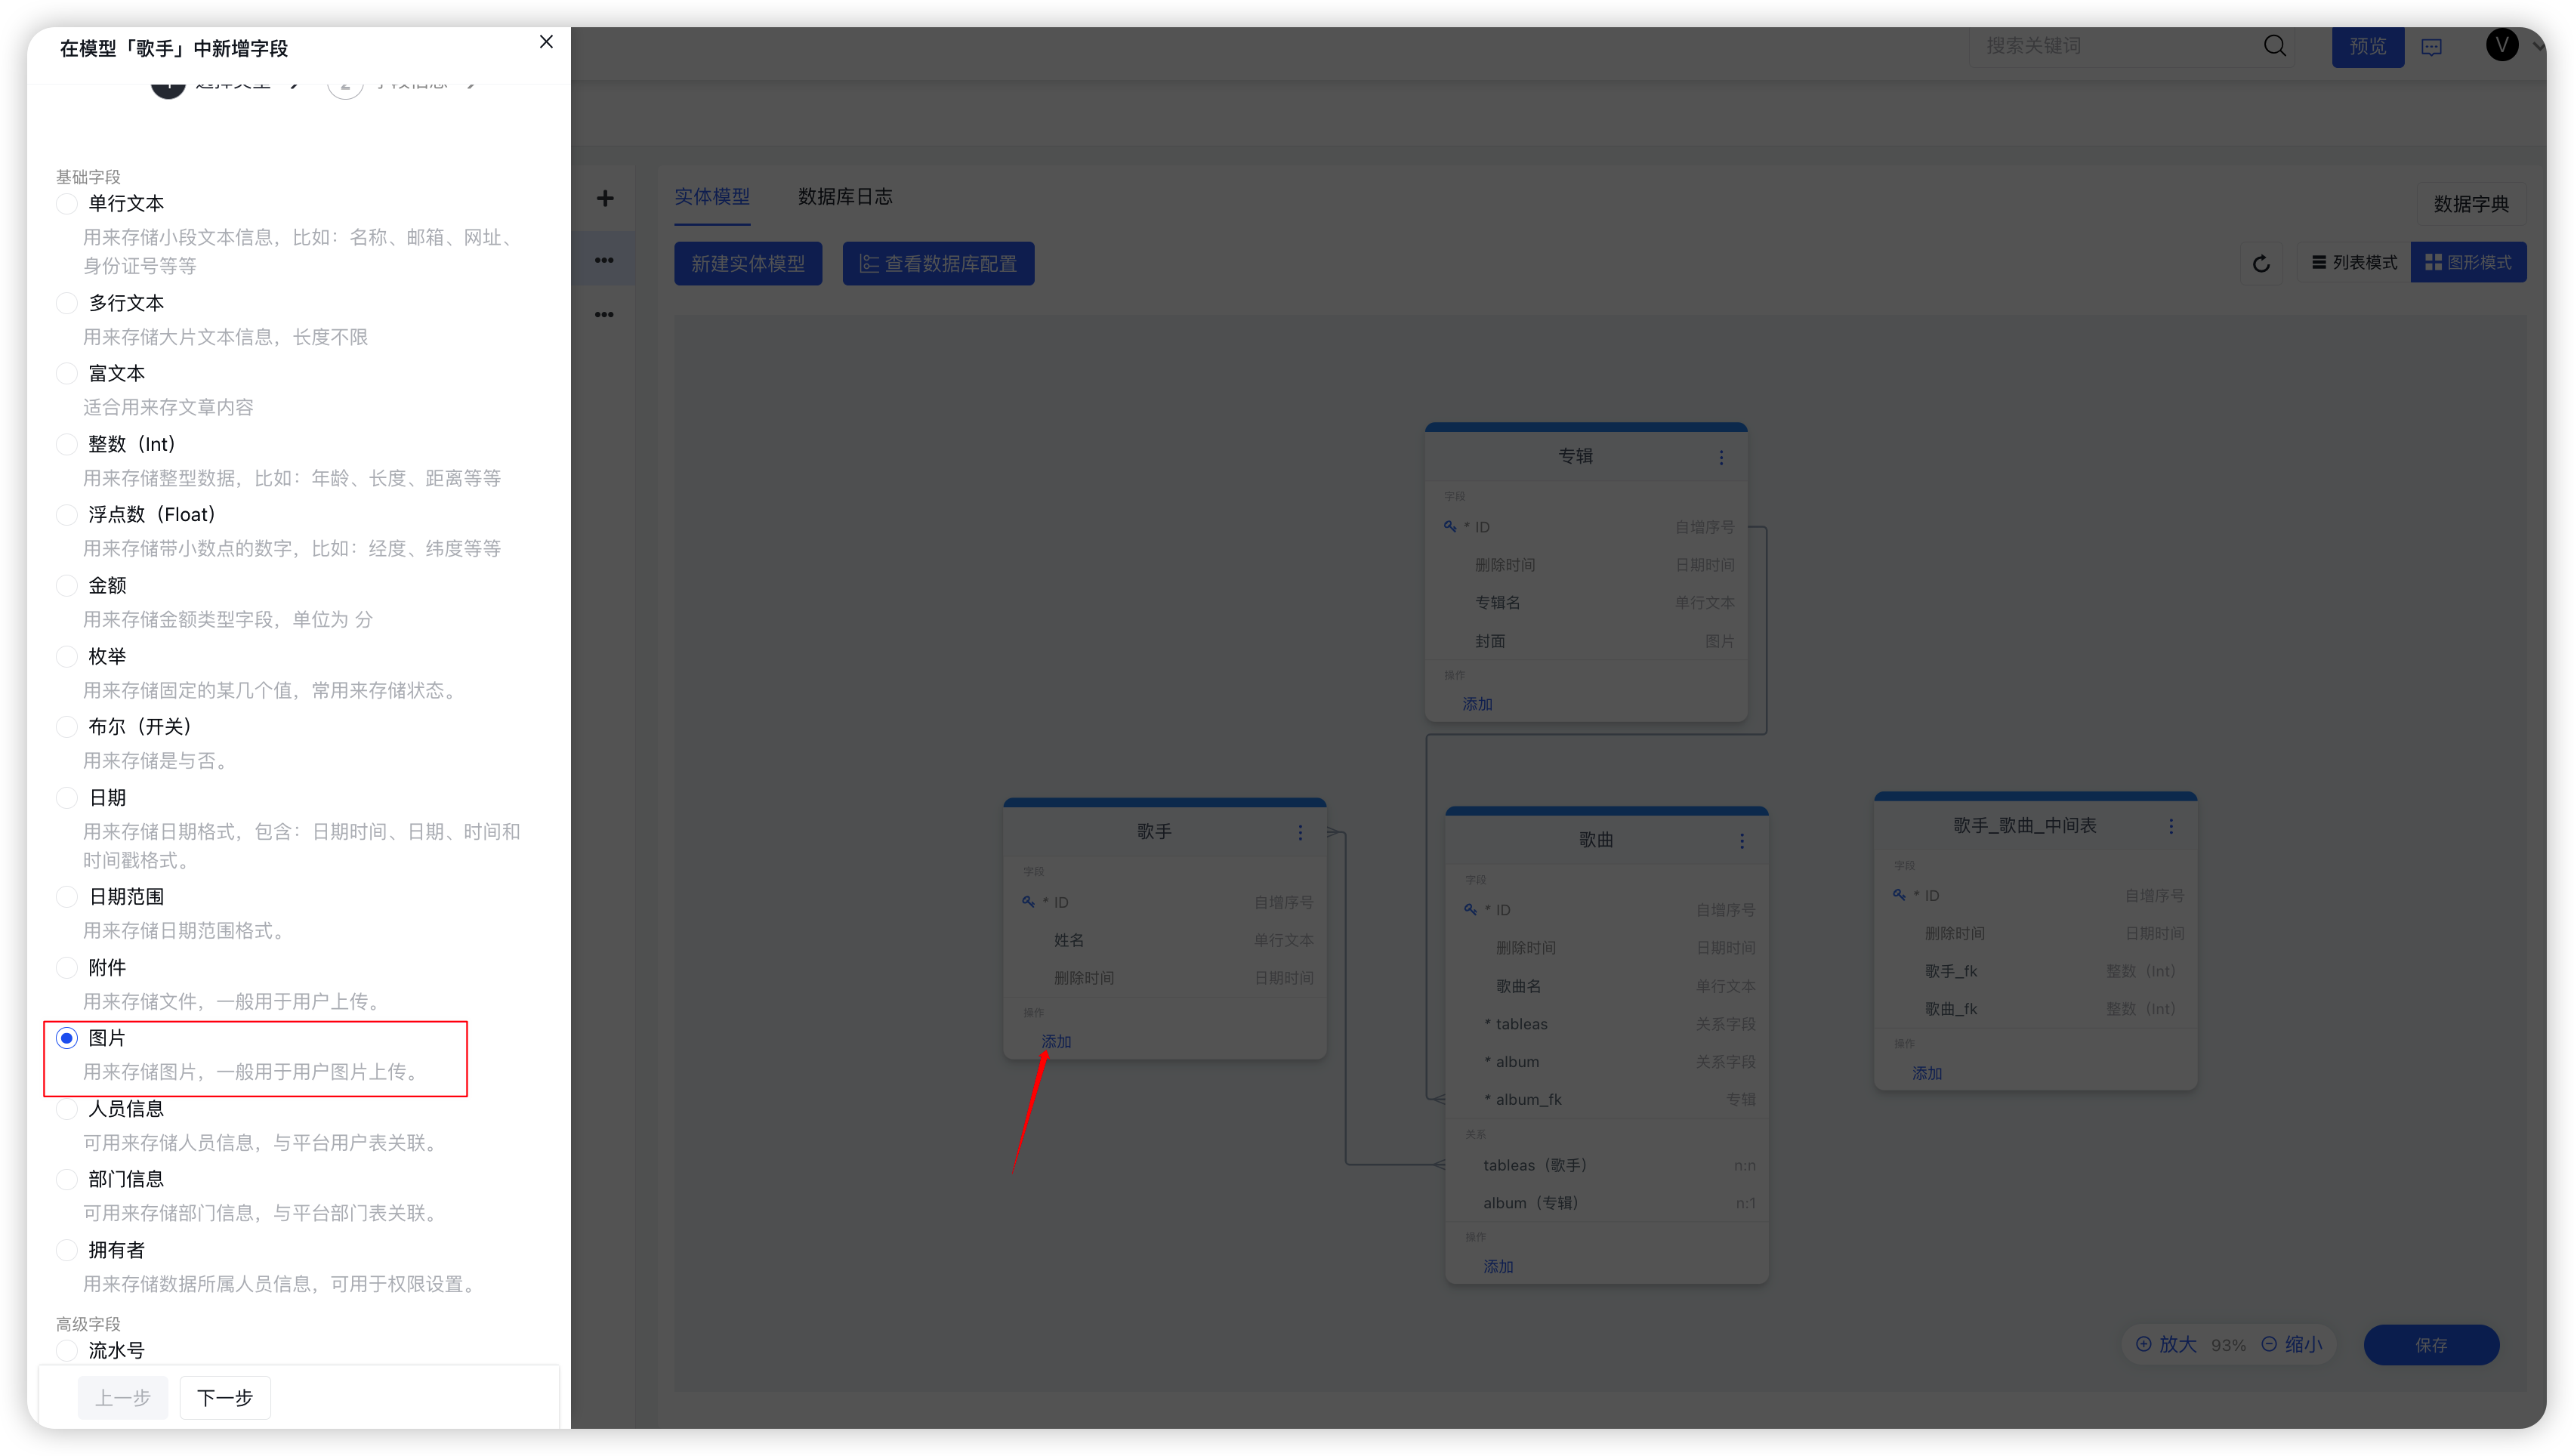 在模型「歌手」中新增字段
搜索关键词
预览
V
1 选择类型
2 字段信息
基础字段
单行文本
用来存储小段文本信息，比如：名称、邮箱、网址、
身份证号等等
多行文本
用来存储大片文本信息，长度不限
富文本
适合用来存文章内容
整数（Int）
用来存储整型数据，比如：年龄、长度、距离等等
浮点数（Float）
用来存储带小数点的数字，比如：经度、纬度等等
金额
用来存储金额类型字段，单位为 分
枚举
用来存储固定的某几个值，常用来存储状态。
布尔（开关）
用来存储是与否。
日期
用来存储日期格式，包含：日期时间、日期、时间和
时间戳格式。
日期范围
用来存储日期范围格式。
附件
用来存储文件，一般用于用户上传。
图片
用来存储图片，一般用于用户图片上传。
人员信息
可用来存储人员信息，与平台用户表关联。
部门信息
可用来存储部门信息，与平台部门表关联。
拥有者
用来存储数据所属人员信息，可用于权限设置。
高级字段
流水号
上一步
下一步
实体模型
数据库日志
数据字典
新建实体模型
查看数据库配置
列表模式
图形模式
专辑
字段
* ID 自增序号
删除时间 日期时间
专辑名 单行文本
封面 图片
操作
添加
歌手
字段
* ID 自增序号
姓名 单行文本
删除时间 日期时间
操作
添加
歌曲
字段
* ID 自增序号
删除时间 日期时间
歌曲名 单行文本
* tableas 关系字段
* album 关系字段
* album_fk 专辑
关系
tableas（歌手） n:n
album（专辑） n:1
操作
添加
歌手_歌曲_中间表
字段
* ID 自增序号
删除时间 日期时间
歌手_fk 整数（Int）
歌曲_fk 整数（Int）
操作
添加
放大 93% 缩小
保存